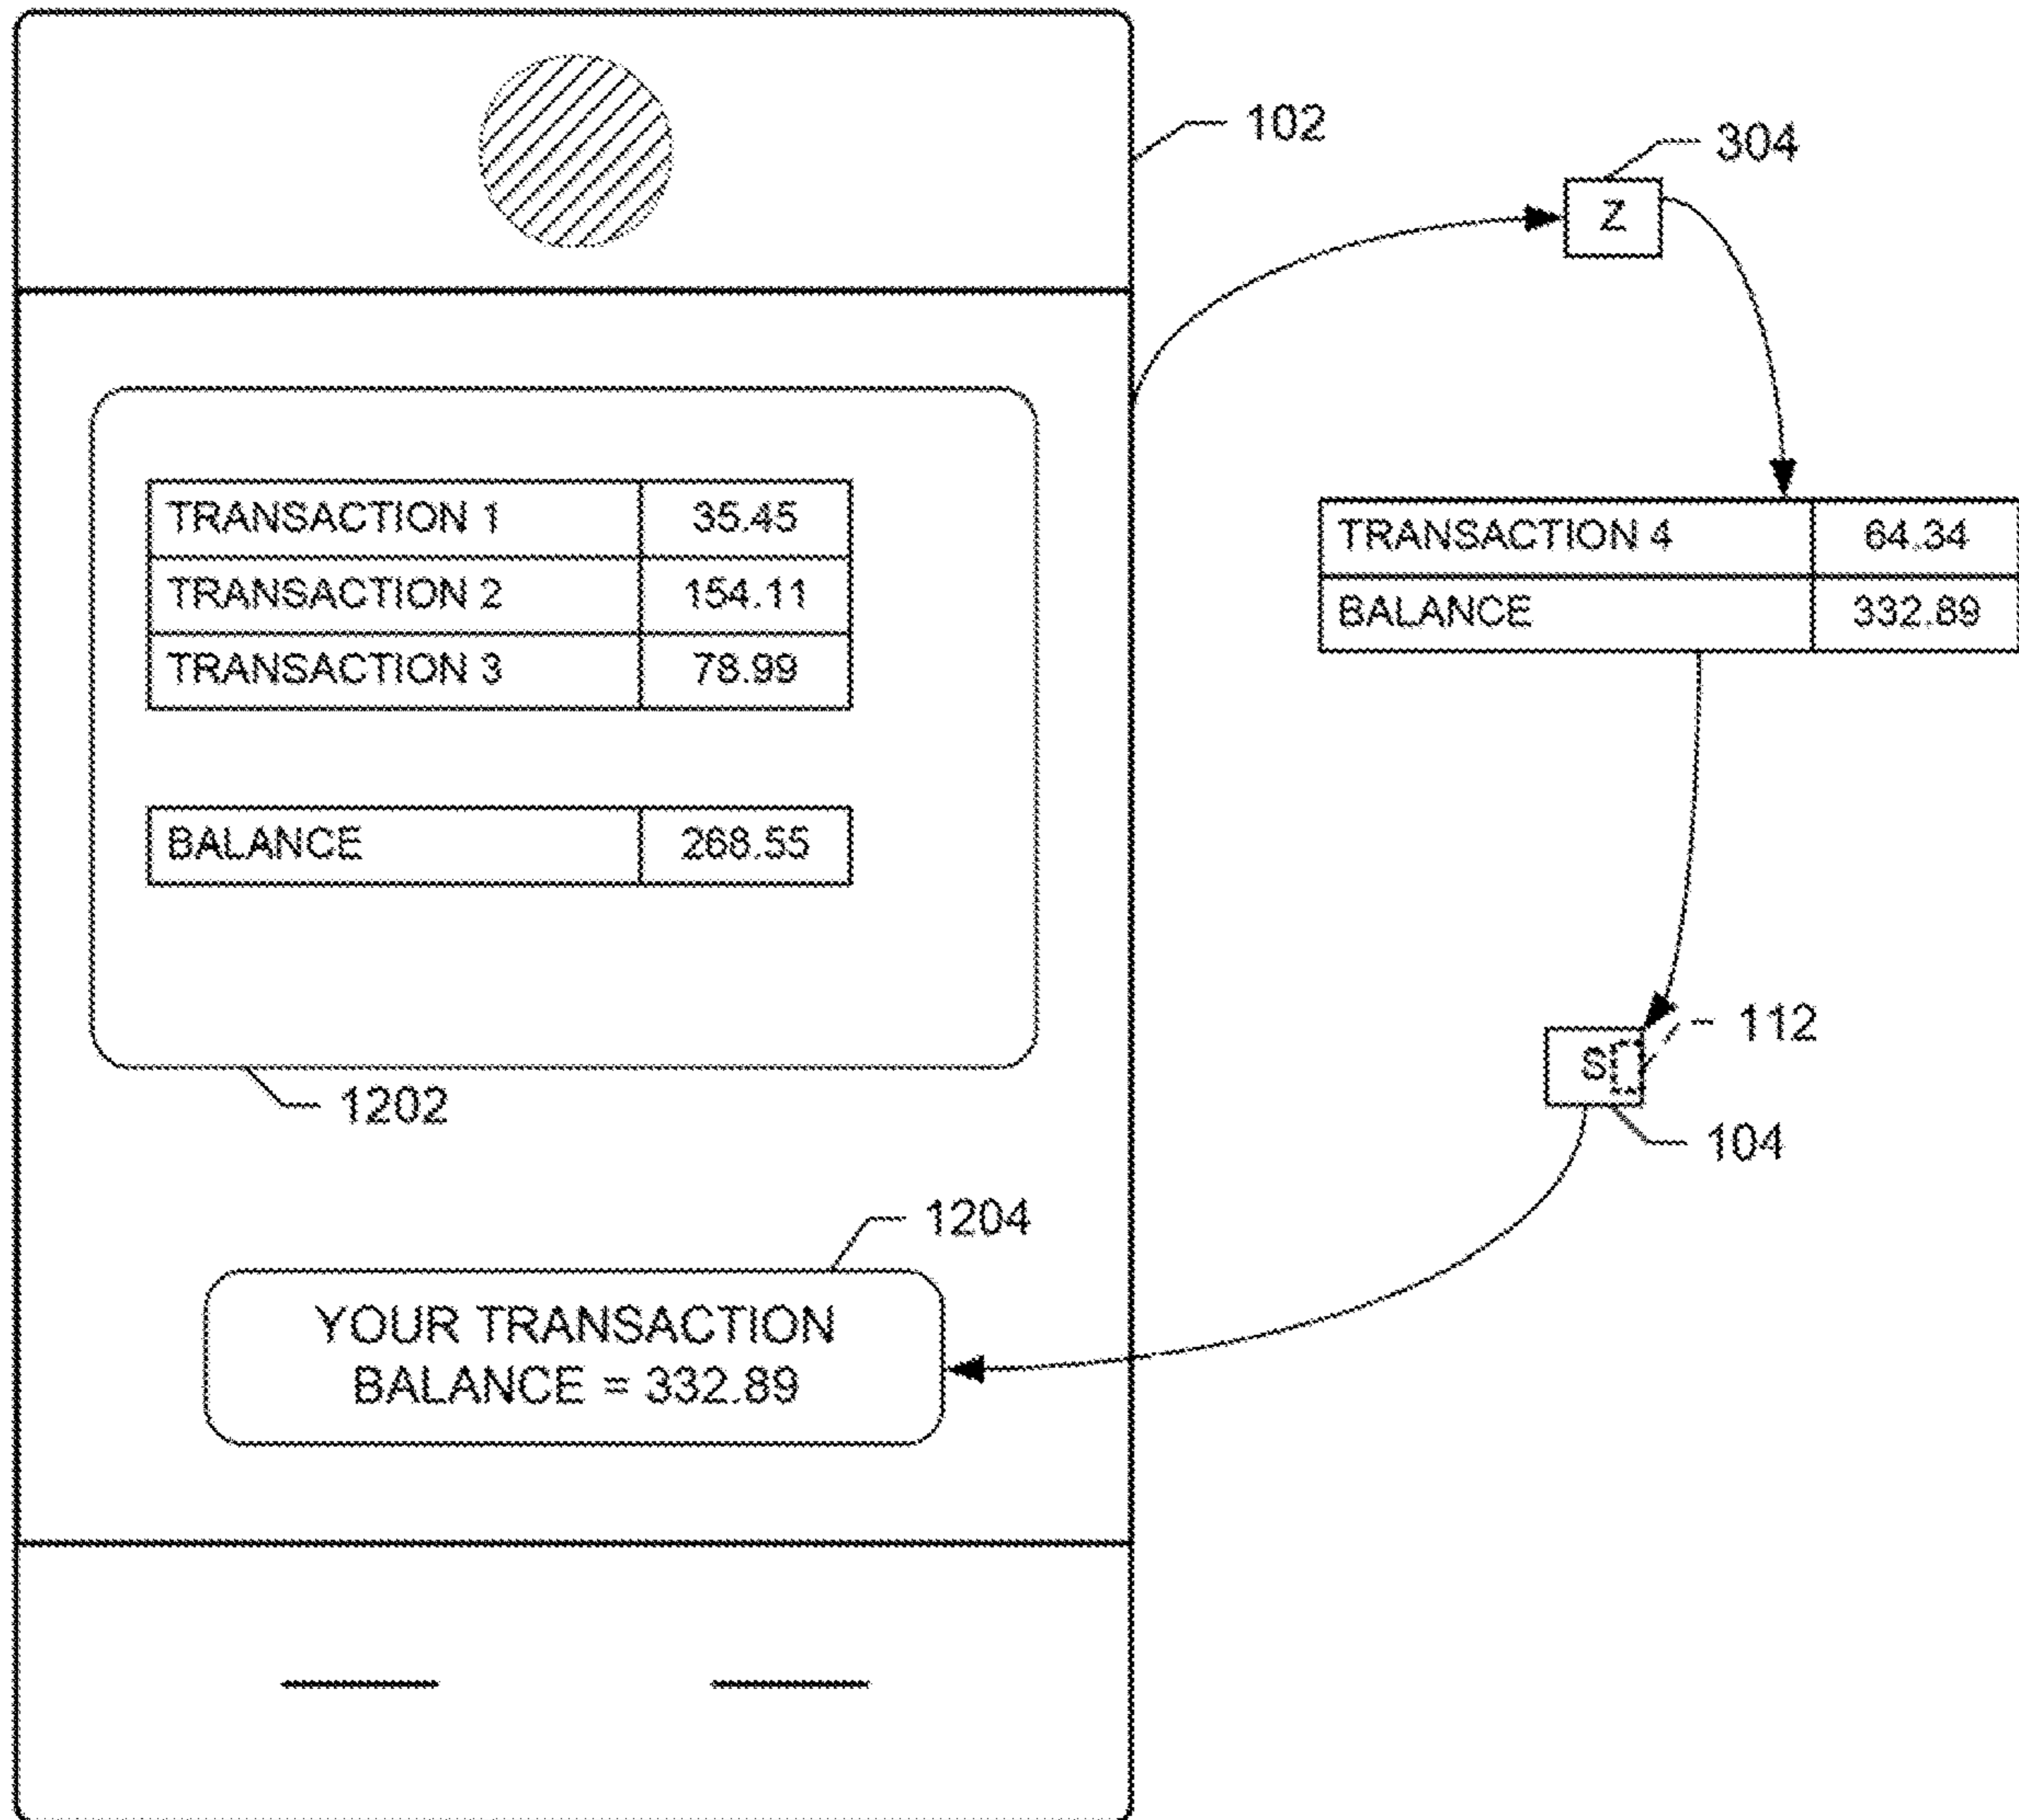 102
304
Z
TRANSACTION 1 35.45
TRANSACTION 2 154.11
TRANSACTION 3 78.99
BALANCE 268.55
1202
TRANSACTION 4 64.34
BALANCE 332.89
S
112
104
1204
YOUR TRANSACTION
BALANCE = 332.89